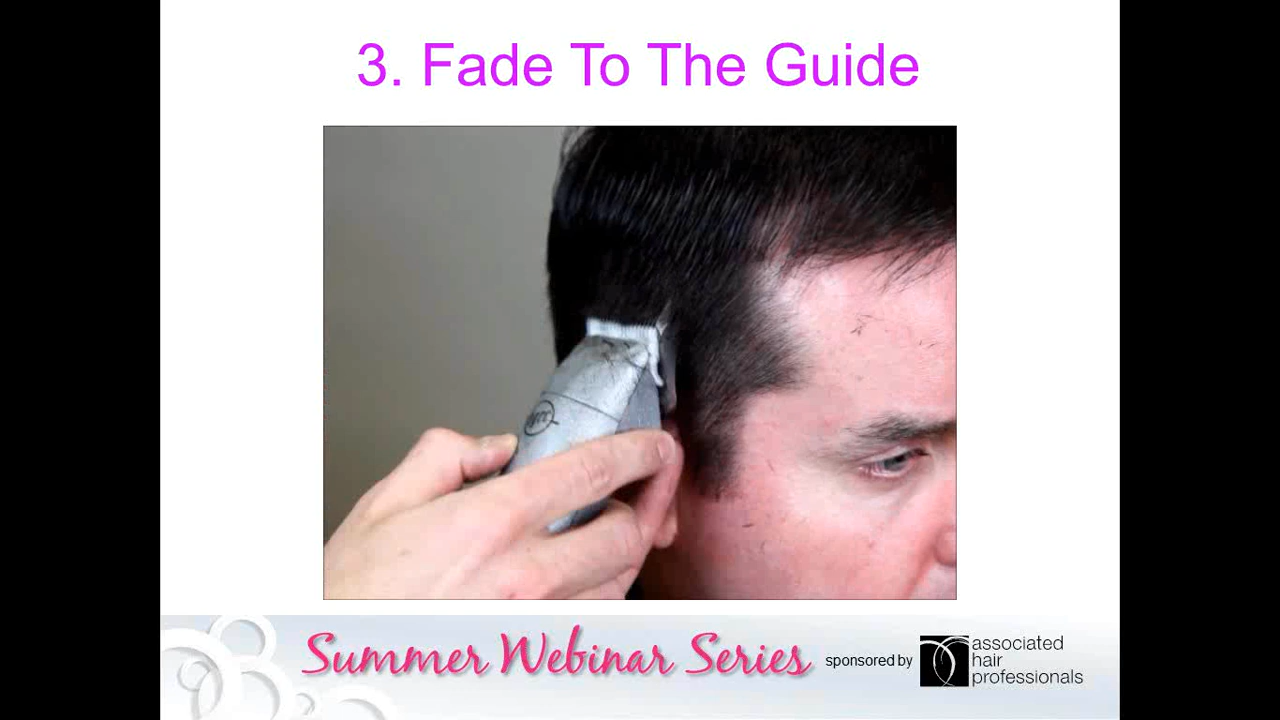 3. Fade To The Guide
Summer Webinar Series
sponsored by
associated
hair
professionals